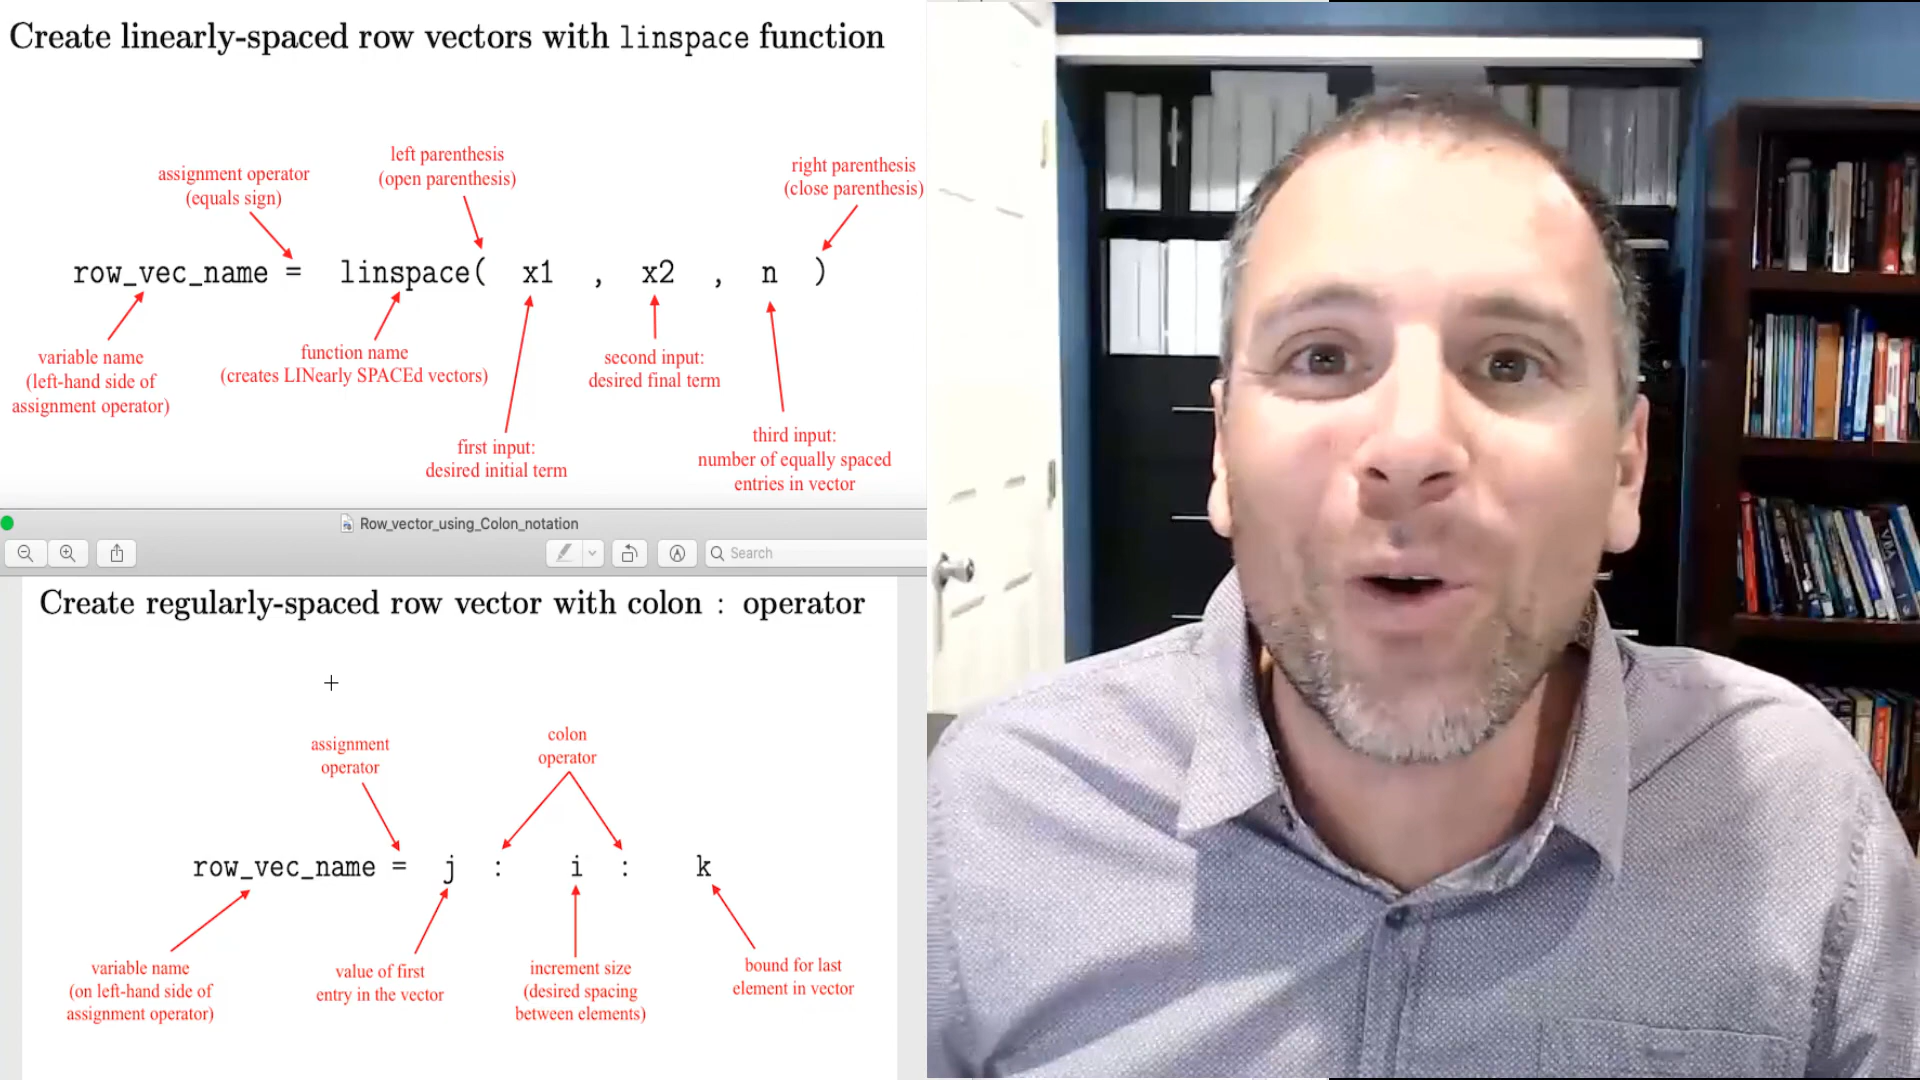 Create linearly-spaced row vectors with linspace function
left parenthesis
(open parenthesis)
assignment operator
(equals sign)
right parenthesis
(close parenthesis)
row_vec_name = linspace( x1 , x2 , n )
variable name
(left-hand side of
assignment operator)
function name
(creates LINearly SPACEd vectors)
second input:
desired final term
first input:
desired initial term
third input:
number of equally spaced
entries in vector
Row_vector_using_Colon_notation
Search
Create regularly-spaced row vector with colon : operator
assignment
operator
colon
operator
row_vec_name = j : i : k
variable name
(on left-hand side of
assignment operator)
value of first
entry in the vector
increment size
(desired spacing
between elements)
bound for last
element in vector